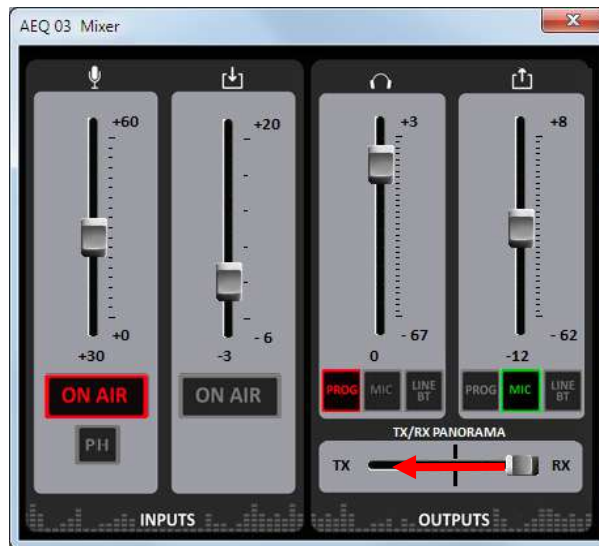 AEQ 03 Mixer
+60
+0
+30
ON AIR
PH
+20
- 6
-3
ON AIR
INPUTS
+3
- 67
0
PROG MIC LINE BT
+8
- 62
-12
PROG MIC LINE BT
TX/RX PANORAMA
TX RX
OUTPUTS